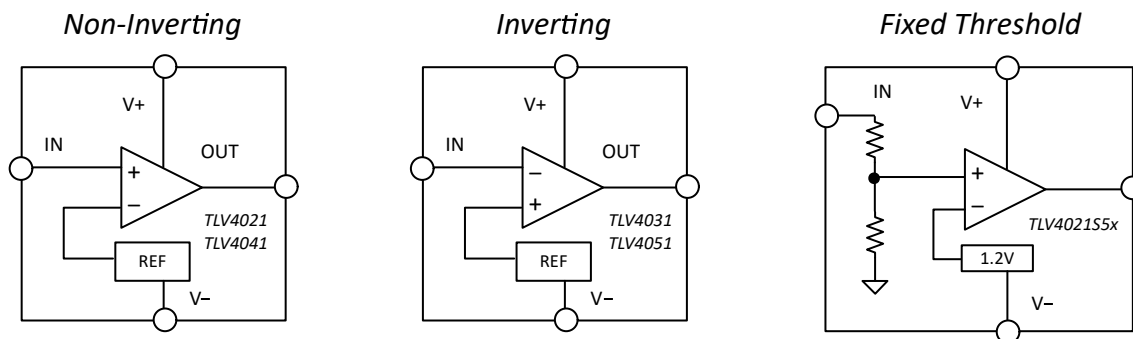 Non-Inverting
V+
IN
OUT
+
−
TLV4021
TLV4041
REF
V−
Inverting
V+
IN
OUT
−
+
TLV4031
TLV4051
REF
V−
Fixed Threshold
IN
V+
+
−
TLV4021S5x
1.2V
V−